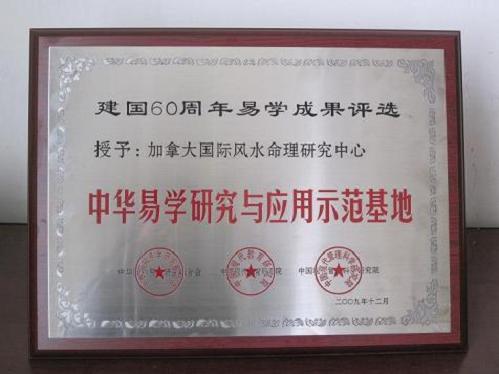 建国60周年易学成果评选
授予：加拿大国际风水命理研究中心
中华易学研究与应用示范基地
二00九年十二月